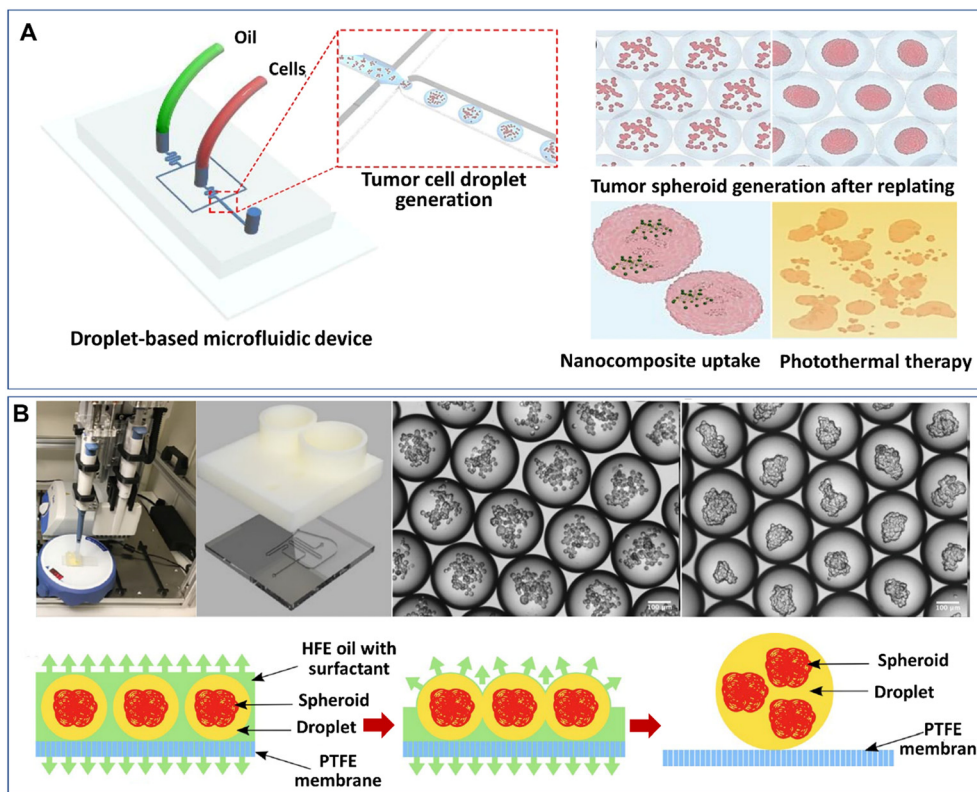 A
Oil
Cells
Tumor cell droplet
generation
Droplet-based microfluidic device
Tumor spheroid generation after replating
Nanocomposite uptake
Photothermal therapy
B
100 µm
100 µm
HFE oil with
surfactant
Spheroid
Droplet
PTFE
membrane
Spheroid
Droplet
PTFE
membran